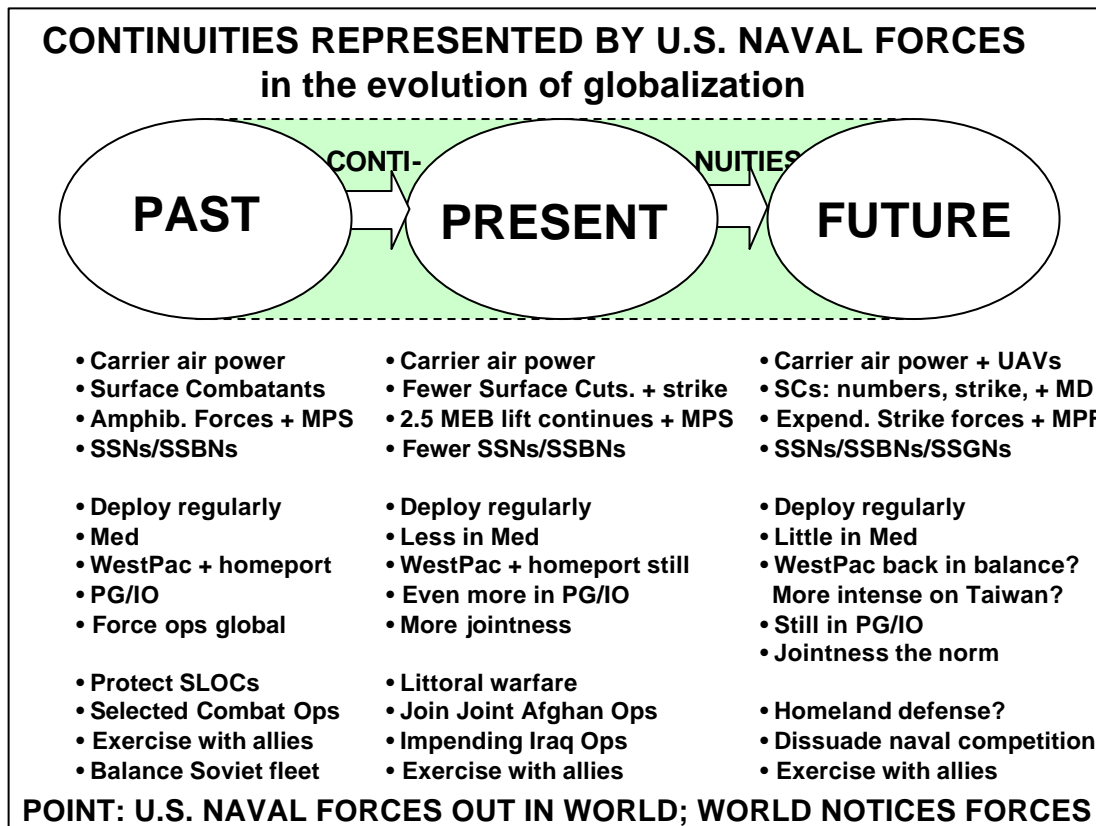 CONTINUITIES REPRESENTED BY U.S. NAVAL FORCES
in the evolution of globalization
CONTI-
NUITIES
PAST
PRESENT
FUTURE
• Carrier air power
• Surface Combatants
• Amphib. Forces + MPS
• SSNs/SSBNs
• Deploy regularly
• Med
• WestPac + homeport
• PG/IO
• Force ops global
• Protect SLOCs
• Selected Combat Ops
• Exercise with allies
• Balance Soviet fleet
• Carrier air power
• Fewer Surface Cuts. + strike
• 2.5 MEB lift continues + MPS
• Fewer SSNs/SSBNs
• Deploy regularly
• Less in Med
• WestPac + homeport still
• Even more in PG/IO
• More jointness
• Littoral warfare
• Join Joint Afghan Ops
• Impending Iraq Ops
• Exercise with allies
• Carrier air power + UAVs
• SCs: numbers, strike, + MD
• Expend. Strike forces + MPF
• SSNs/SSBNs/SSGNs
• Deploy regularly
• Little in Med
• WestPac back in balance?
More intense on Taiwan?
• Still in PG/IO
• Jointness the norm
• Homeland defense?
• Dissuade naval competition
• Exercise with allies
POINT: U.S. NAVAL FORCES OUT IN WORLD; WORLD NOTICES FORCES